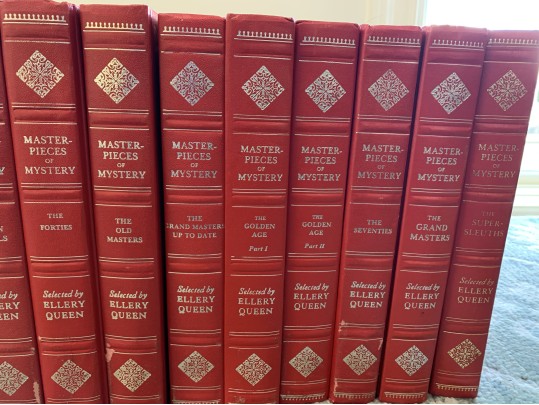 LS
by
EN
MASTER-
PIECES
OF
MYSTERY
THE
FORTIES
Selected by
ELLERY
QUEEN
MASTER-
PIECES
OF
MYSTERY
THE
OLD
MASTERS
Selected by
ELLERY
QUEEN
MASTER-
PIECES
OF
MYSTERY
THE
GRAND MASTERS
UP TO DATE
Selected by
ELLERY
QUEEN
MASTER-
PIECES
OF
MYSTERY
THE
GOLDEN
AGE
Part I
Selected by
ELLERY
QUEEN
MASTER-
PIECES
OF
MYSTERY
THE
GOLDEN
AGE
Part II
Selected by
ELLERY
QUEEN
MASTER-
PIECES
OF
MYSTERY
THE
SEVENTIES
Selected by
ELLERY
QUEEN
MASTER-
PIECES
OF
MYSTERY
THE
GRAND
MASTERS
Selected by
ELLERY
QUEEN
MASTER-
PIECES
OF
MYSTERY
THE
SUPER-
SLEUTHS
Selected by
ELLERY
QUEEN